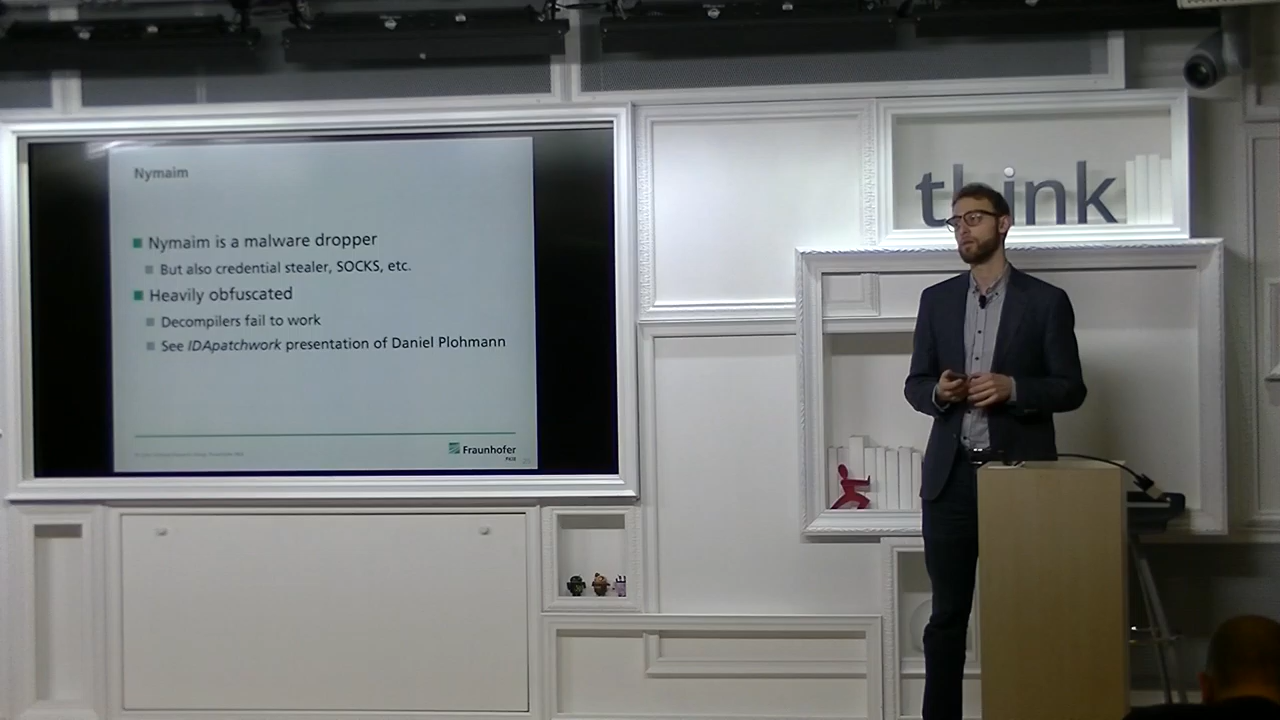 Nymaim
Nymaim is a malware dropper
But also credential stealer, SOCKS, etc.
Heavily obfuscated
Decompilers fail to work
See IDApatchwork presentation of Daniel Plohmann
Fraunhofer
FKIE
think